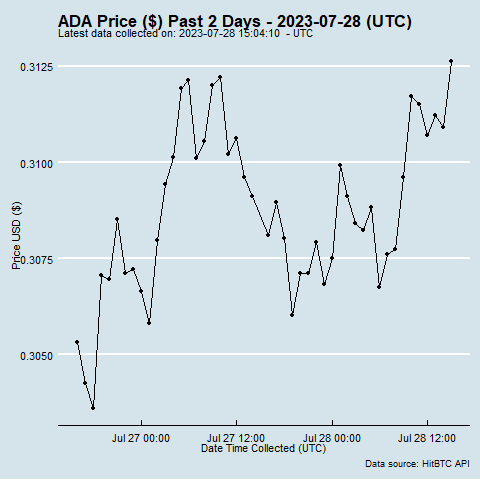 ADA Price ($) Past 2 Days - 2023-07-28 (UTC)
Latest data collected on: 2023-07-28 15:04:10 - UTC
0.3125
0.3100
0.3075
0.3050
Price USD ($)
Jul 27 00:00 Jul 27 12:00 Jul 28 00:00 Jul 28 12:00
Date Time Collected (UTC)
Data source: HitBTC API